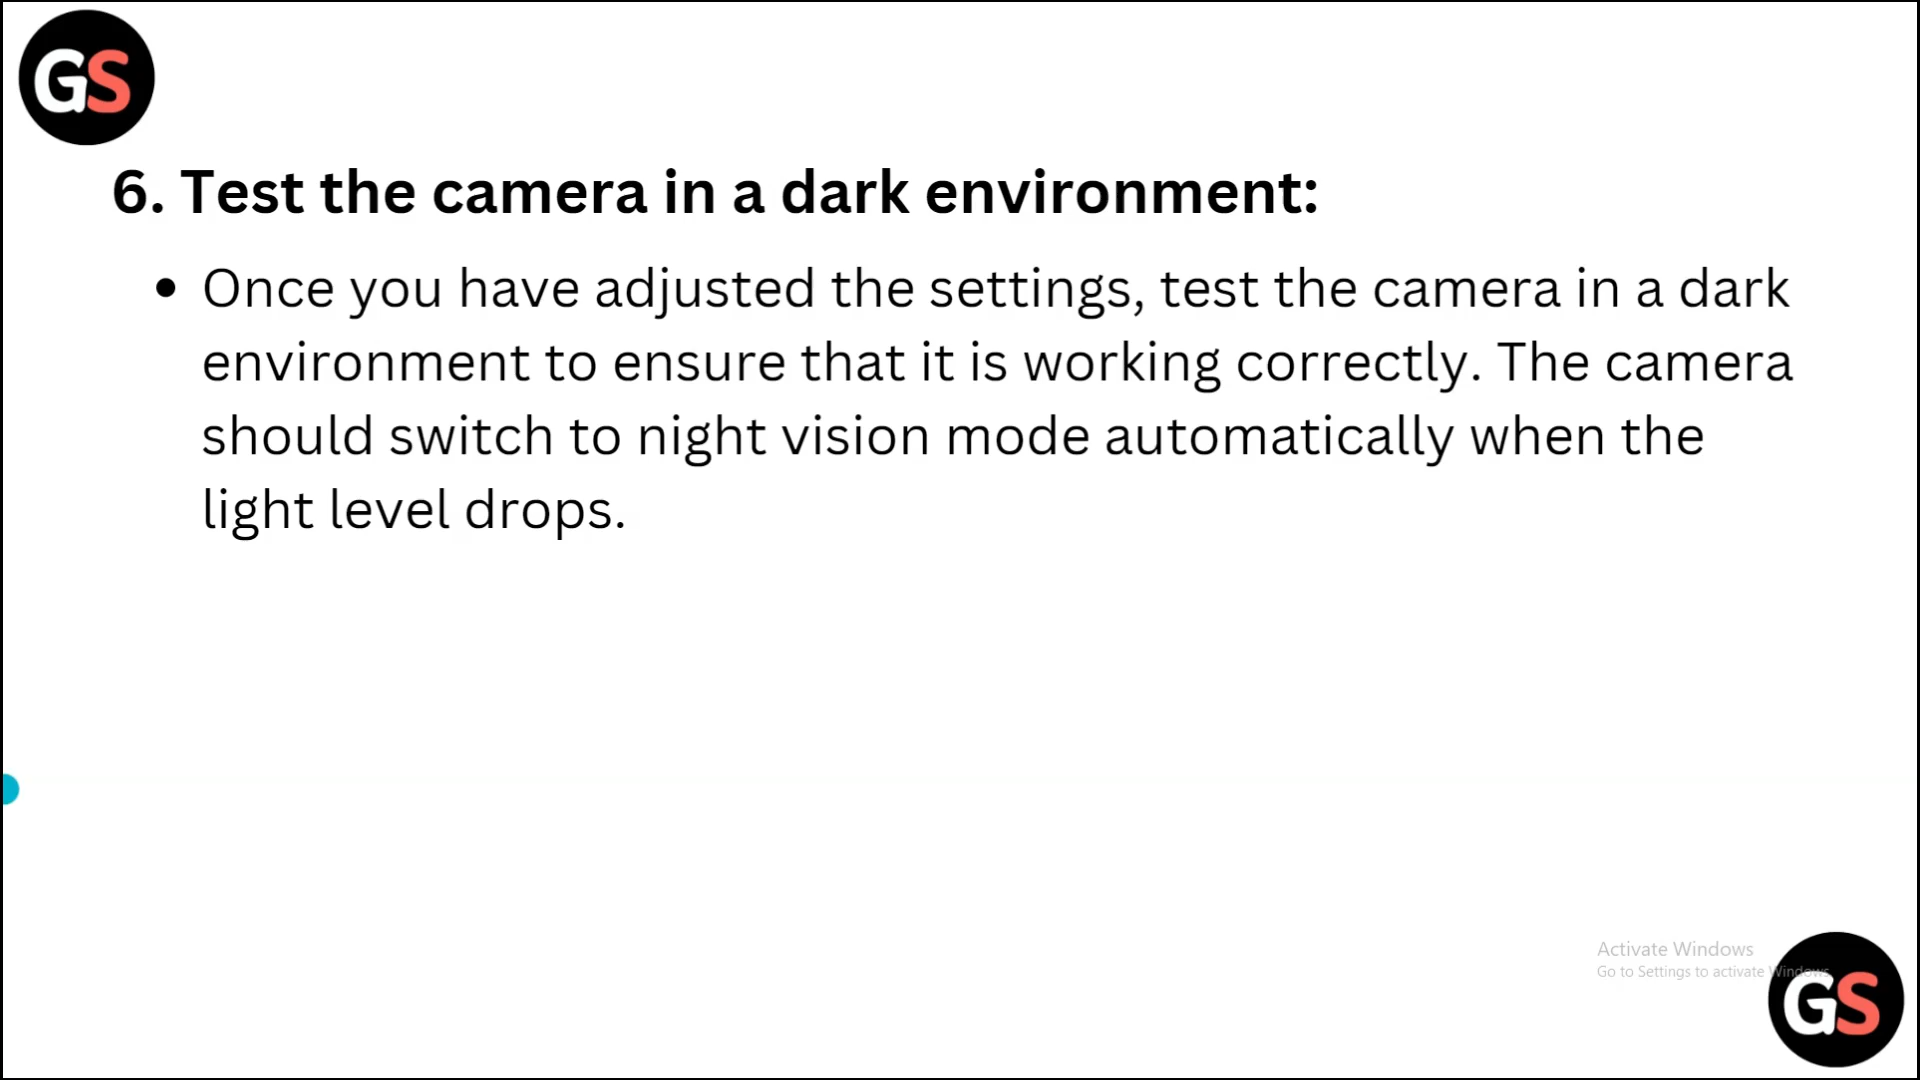 GS
6. Test the camera in a dark environment:
• Once you have adjusted the settings, test the camera in a dark
environment to ensure that it is working correctly. The camera
should switch to night vision mode automatically when the
light level drops.
Activate Windows
Go to Settings to activate Windows.
GS